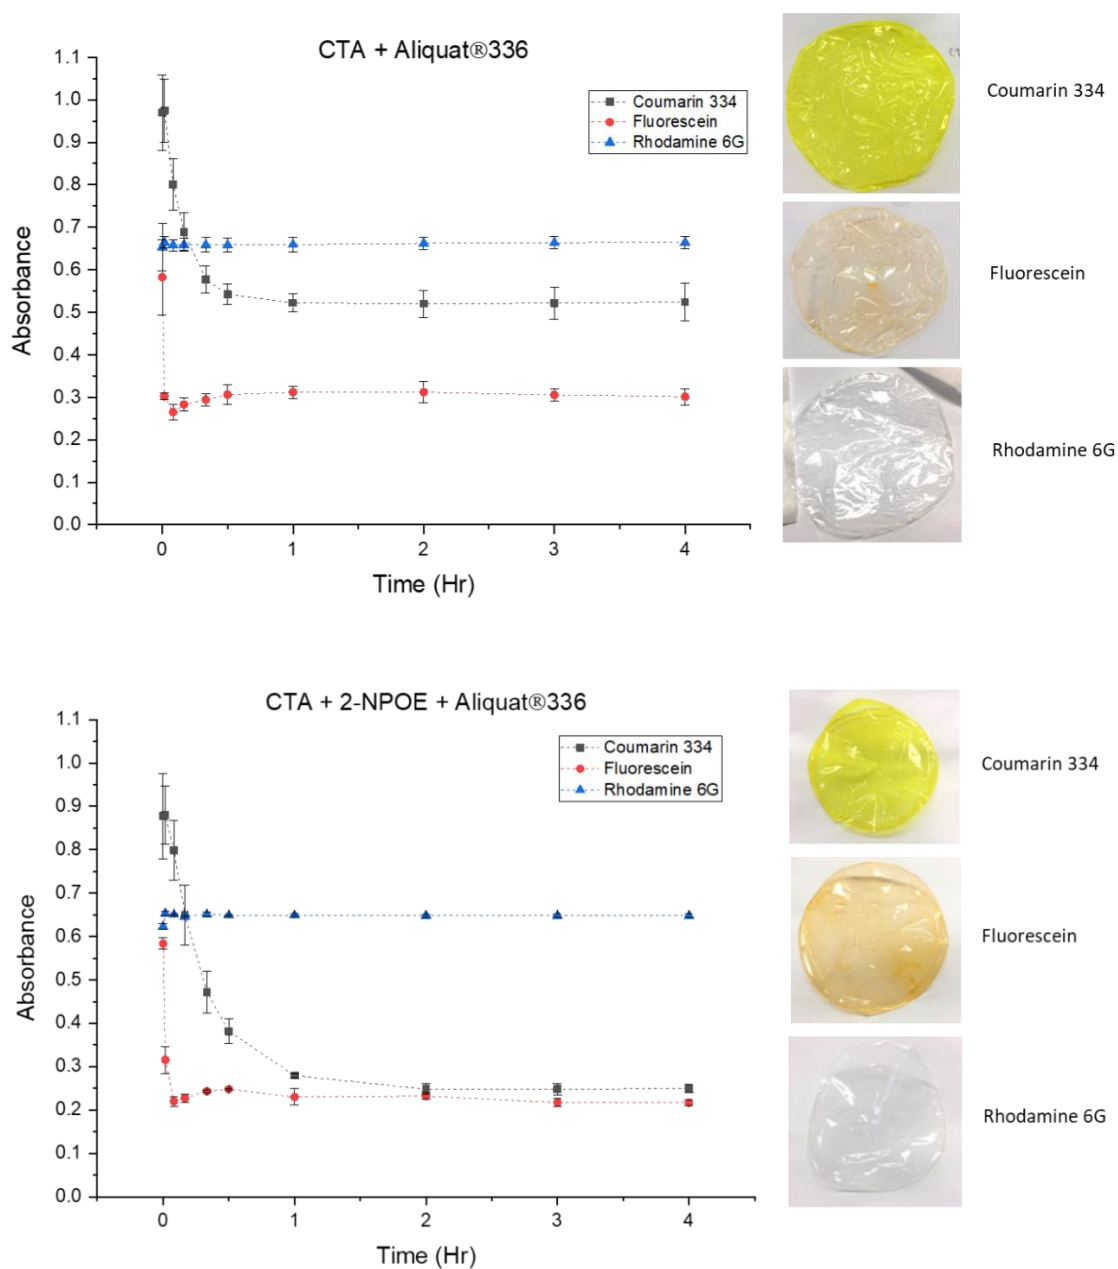 CTA + Aliquat®336
Coumarin 334
Fluorescein
Rhodamine 6G
1.1
1.0
0.9
0.8
0.7
0.6
0.5
0.4
0.3
0.2
0.1
0.0
Absorbance
0 1 2 3 4
Time (Hr)
Coumarin 334
Fluorescein
Rhodamine 6G
CTA + 2-NPOE + Aliquat®336
Coumarin 334
Fluorescein
Rhodamine 6G
1.1
1.0
0.9
0.8
0.7
0.6
0.5
0.4
0.3
0.2
0.1
0.0
Absorbance
0 1 2 3 4
Time (Hr)
Coumarin 334
Fluorescein
Rhodamine 6G